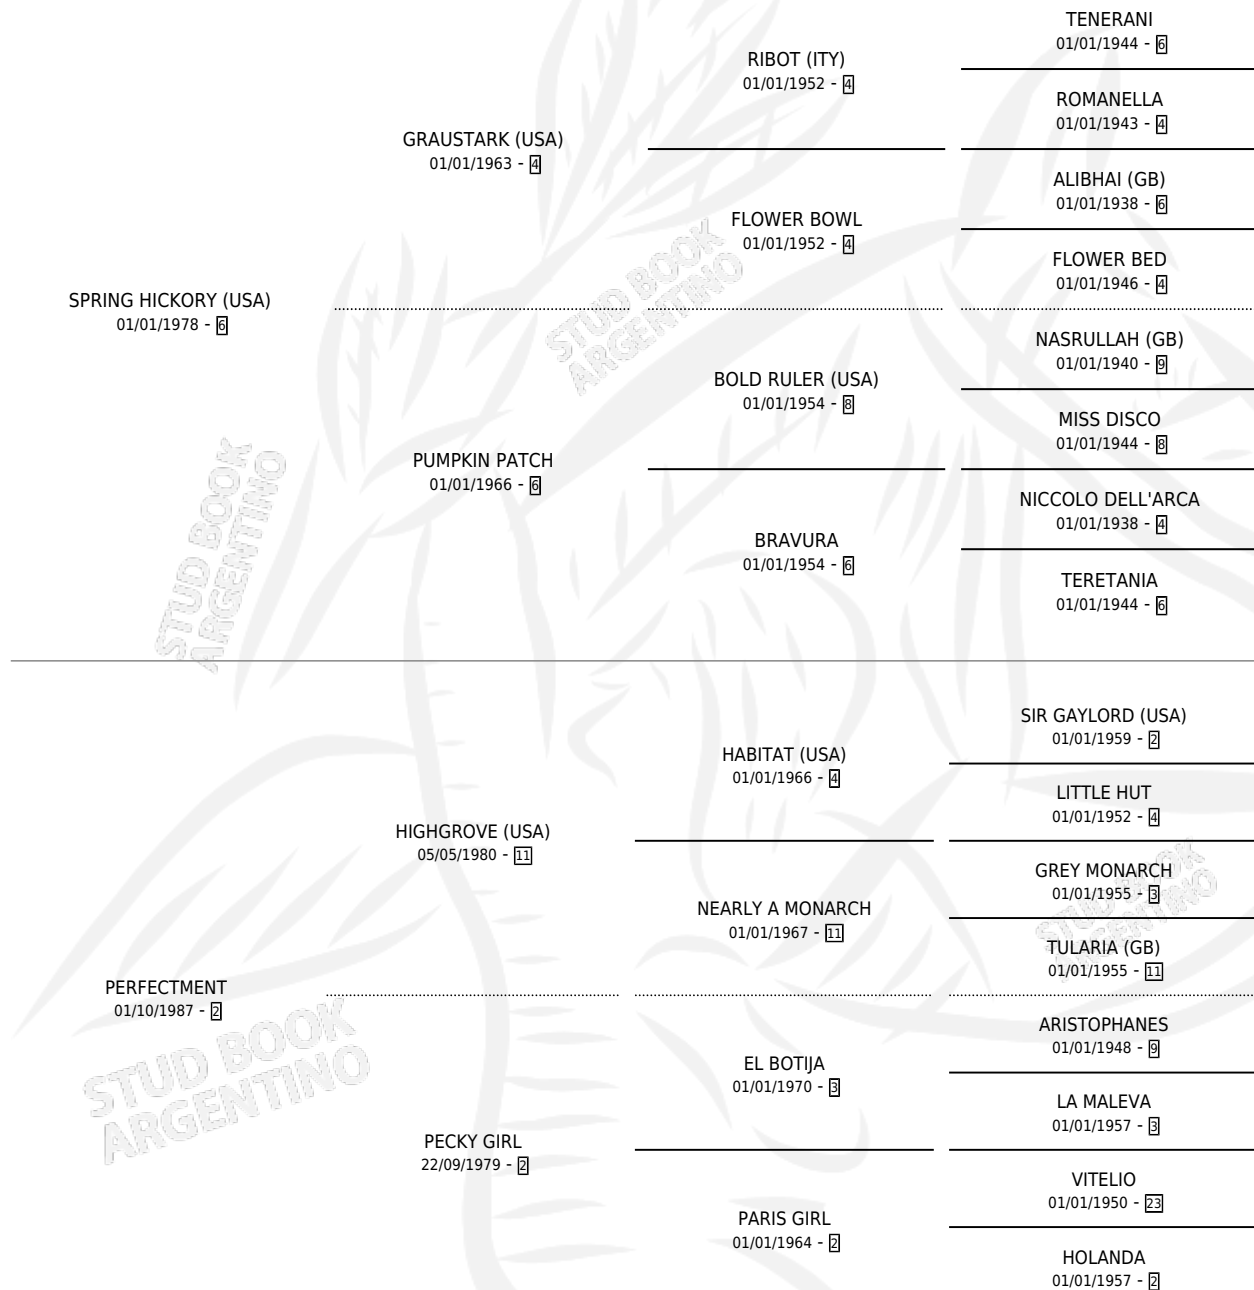 TENERANI
01/01/1944 - 6
RIBOT (ITY)
01/01/1952 - 4
ROMANELLA
01/01/1943 - 4
GRAUSTARK (USA)
01/01/1963 - 4
ALIBHAI (GB)
01/01/1938 - 6
FLOWER BOWL
01/01/1952 - 4
FLOWER BED
01/01/1946 - 4
SPRING HICKORY (USA)
01/01/1978 - 6
STUD BOOK
ARGENTINO
NASRULLAH (GB)
01/01/1940 - 9
BOLD RULER (USA)
01/01/1954 - 8
MISS DISCO
01/01/1944 - 8
PUMPKIN PATCH
01/01/1966 - 6
NICCOLO DELL'ARCA
01/01/1938 - 4
BRAVURA
01/01/1954 - 6
TERETANIA
01/01/1944 - 6
STUD BOOK
ARGENTINO
SIR GAYLORD (USA)
01/01/1959 - 2
HABITAT (USA)
01/01/1966 - 4
LITTLE HUT
01/01/1952 - 4
HIGHGROVE (USA)
05/05/1980 - 11
GREY MONARCH
01/01/1955 - 3
NEARLY A MONARCH
01/01/1967 - 11
STUD BOOK
ARGENTINO
TULARIA (GB)
01/01/1955 - 11
PERFECTMENT
01/10/1987 - 2
STUD BOOK
ARGENTINO
ARISTOPHANES
01/01/1948 - 9
EL BOTIJA
01/01/1970 - 3
LA MALEVA
01/01/1957 - 3
PECKY GIRL
22/09/1979 - 2
VITELIO
01/01/1950 - 23
PARIS GIRL
01/01/1964 - 2
HOLANDA
01/01/1957 - 2